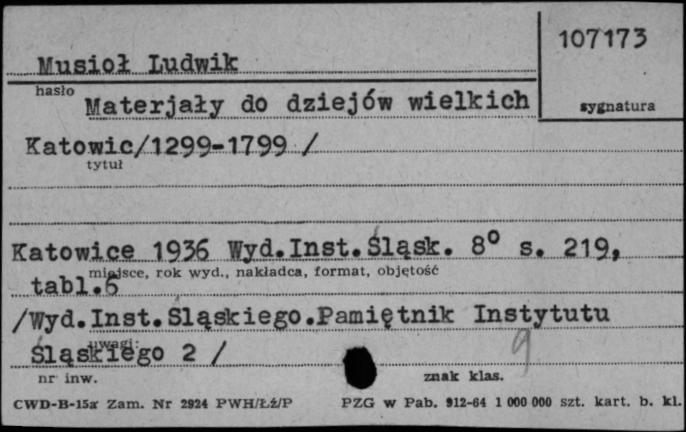 Musioł Ludwik
107173
hasło
sygnatura
Materjały do dziejów wielkich
Katowic/1299-1799 /
tytuł
Katowice 1936 Wyd.Inst.Śląsk. 8° s. 219,
miejsce, rok wyd., nakładca, format, objętość
tabl.6
/Wyd.Inst.Śląskiego.Pamiętnik Instytutu
uwagi:
Śląskiego 2 /
9
nr inw.
znak klas.
CWD-B-15a Zam. Nr 2924 PWH/Łż/P PZG w Pab. 912-64 1 000 000 szt. kart. b. kl.